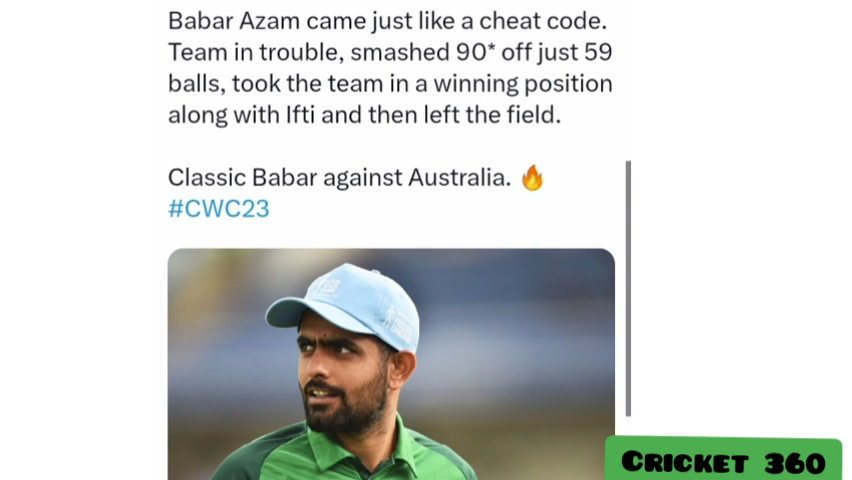 Babar Azam came just like a cheat code.
Team in trouble, smashed 90* off just 59
balls, took the team in a winning position
along with Ifti and then left the field.
Classic Babar against Australia. 🔥
#CWC23
CRICKET 360